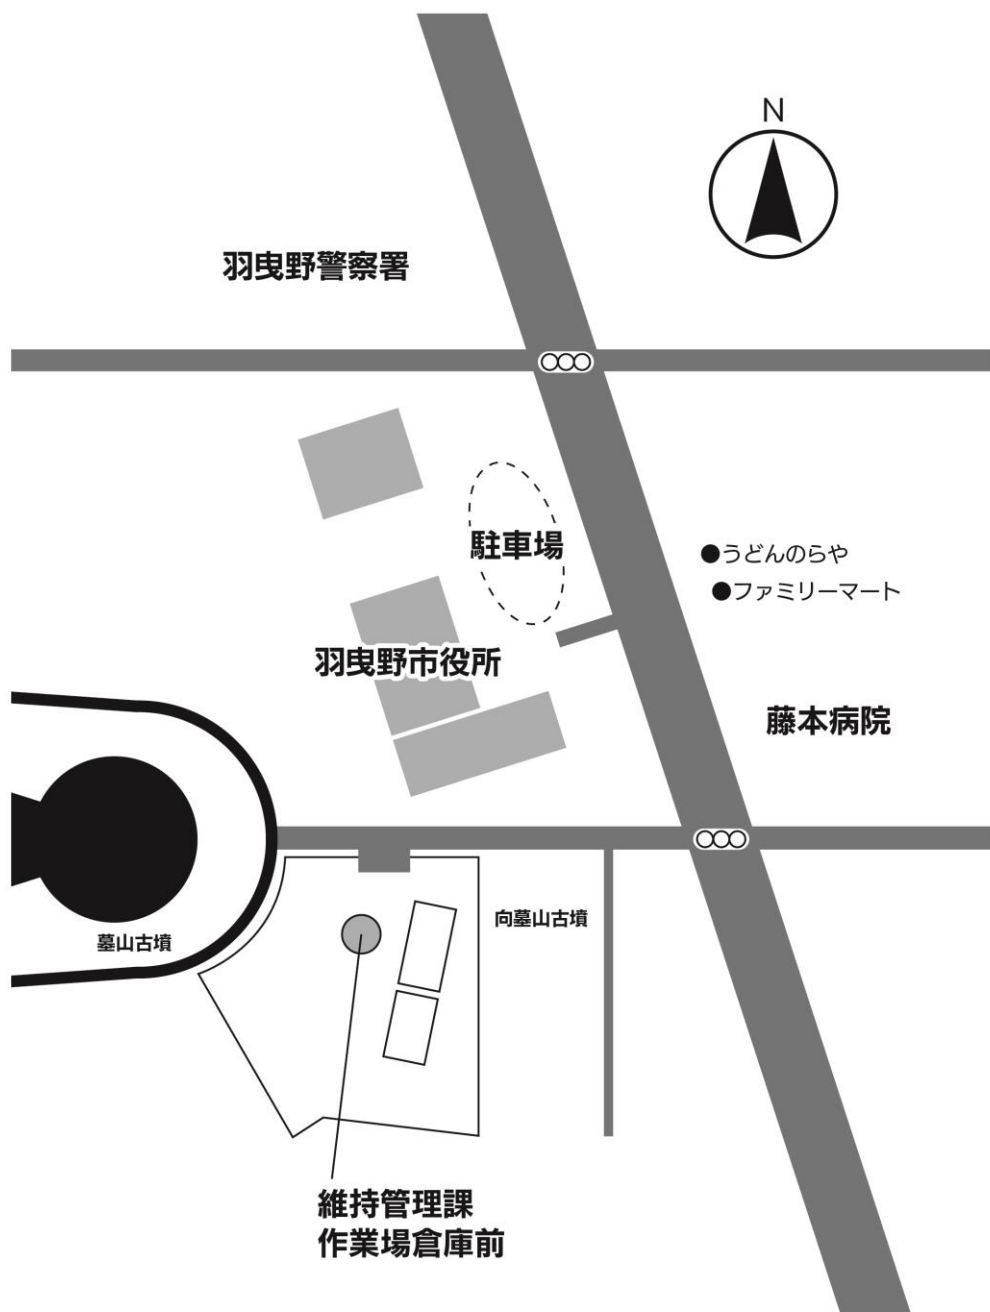 N
羽曳野警察署
駐車場
●うどんのらや
●ファミリーマート
羽曳野市役所
藤本病院
向墓山古墳
墓山古墳
維持管理課
作業場倉庫前